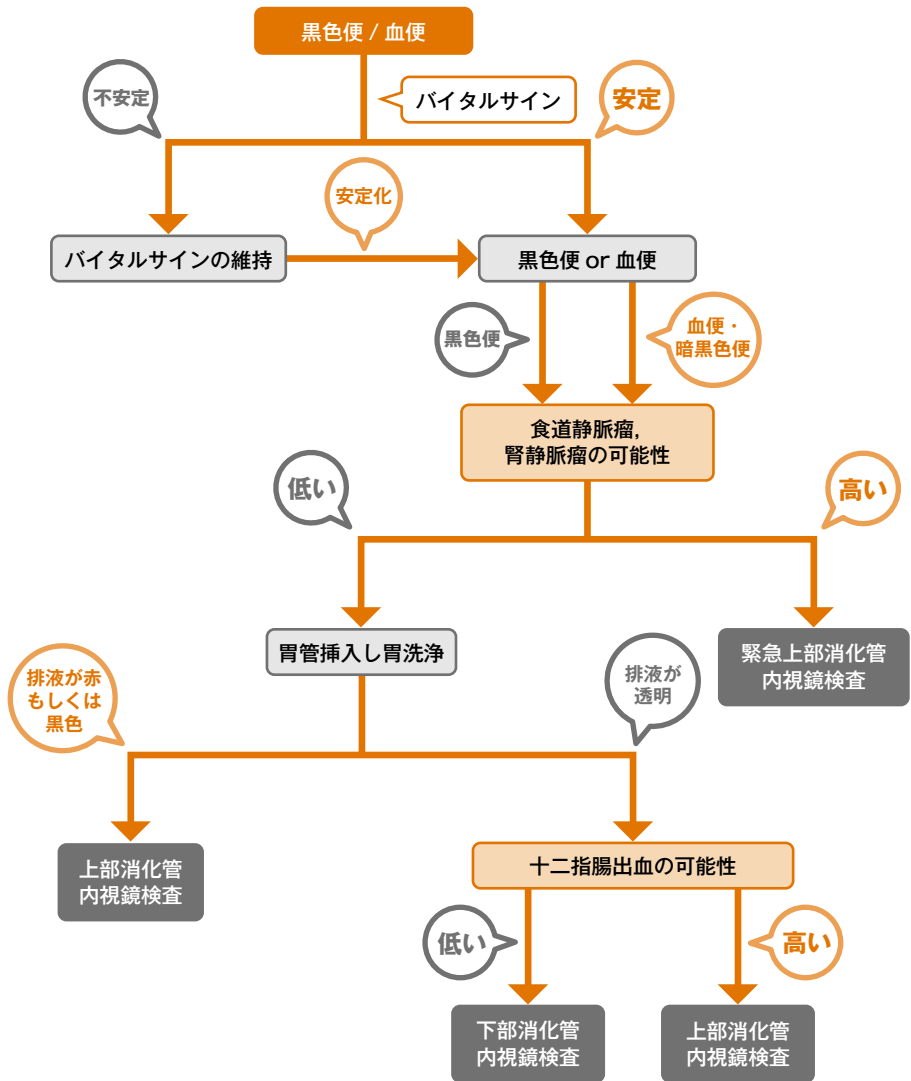 黒色便 / 血便
バイタルサイン
不安定
安定
安定化
バイタルサインの維持
黒色便 or 血便
黒色便
血便・
暗黒色便
食道静脈瘤,
腎静脈瘤の可能性
低い
高い
胃管挿入し胃洗浄
緊急上部消化管
内視鏡検査
排液が赤
もしくは
黒色
排液が
透明
上部消化管
内視鏡検査
十二指腸出血の可能性
低い
高い
下部消化管
内視鏡検査
上部消化管
内視鏡検査